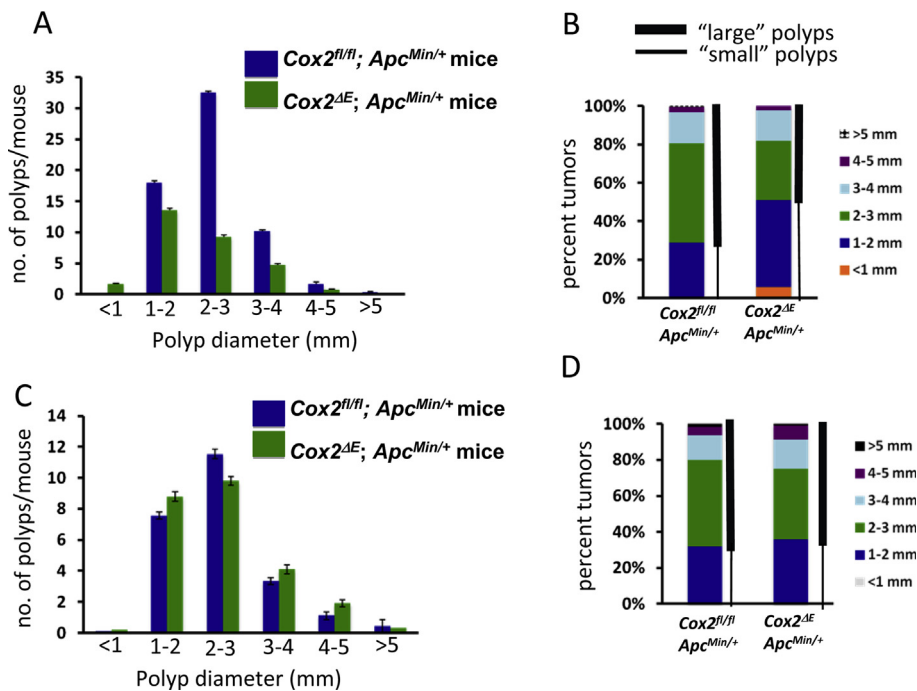 A
Cox2fl/fl; ApcMin/+ mice
Cox2ΔE; ApcMin/+ mice
no. of polyps/mouse
35
30
25
20
15
10
5
0
<1 1-2 2-3 3-4 4-5 >5
Polyp diameter (mm)
B
“large” polyps
“small” polyps
percent tumors
100%
80%
60%
40%
20%
0%
>5 mm
4-5 mm
3-4 mm
2-3 mm
1-2 mm
<1 mm
Cox2fl/fl Cox2ΔE
ApcMin/+ ApcMin/+
C
Cox2fl/fl; ApcMin/+ mice
Cox2ΔE; ApcMin/+ mice
no. of polyps/mouse
14
12
10
8
6
4
2
0
<1 1-2 2-3 3-4 4-5 >5
Polyp diameter (mm)
D
percent tumors
100%
80%
60%
40%
20%
0%
>5 mm
4-5 mm
3-4 mm
2-3 mm
1-2 mm
<1 mm
Cox2fl/fl Cox2ΔE
ApcMin/+ ApcMin/+